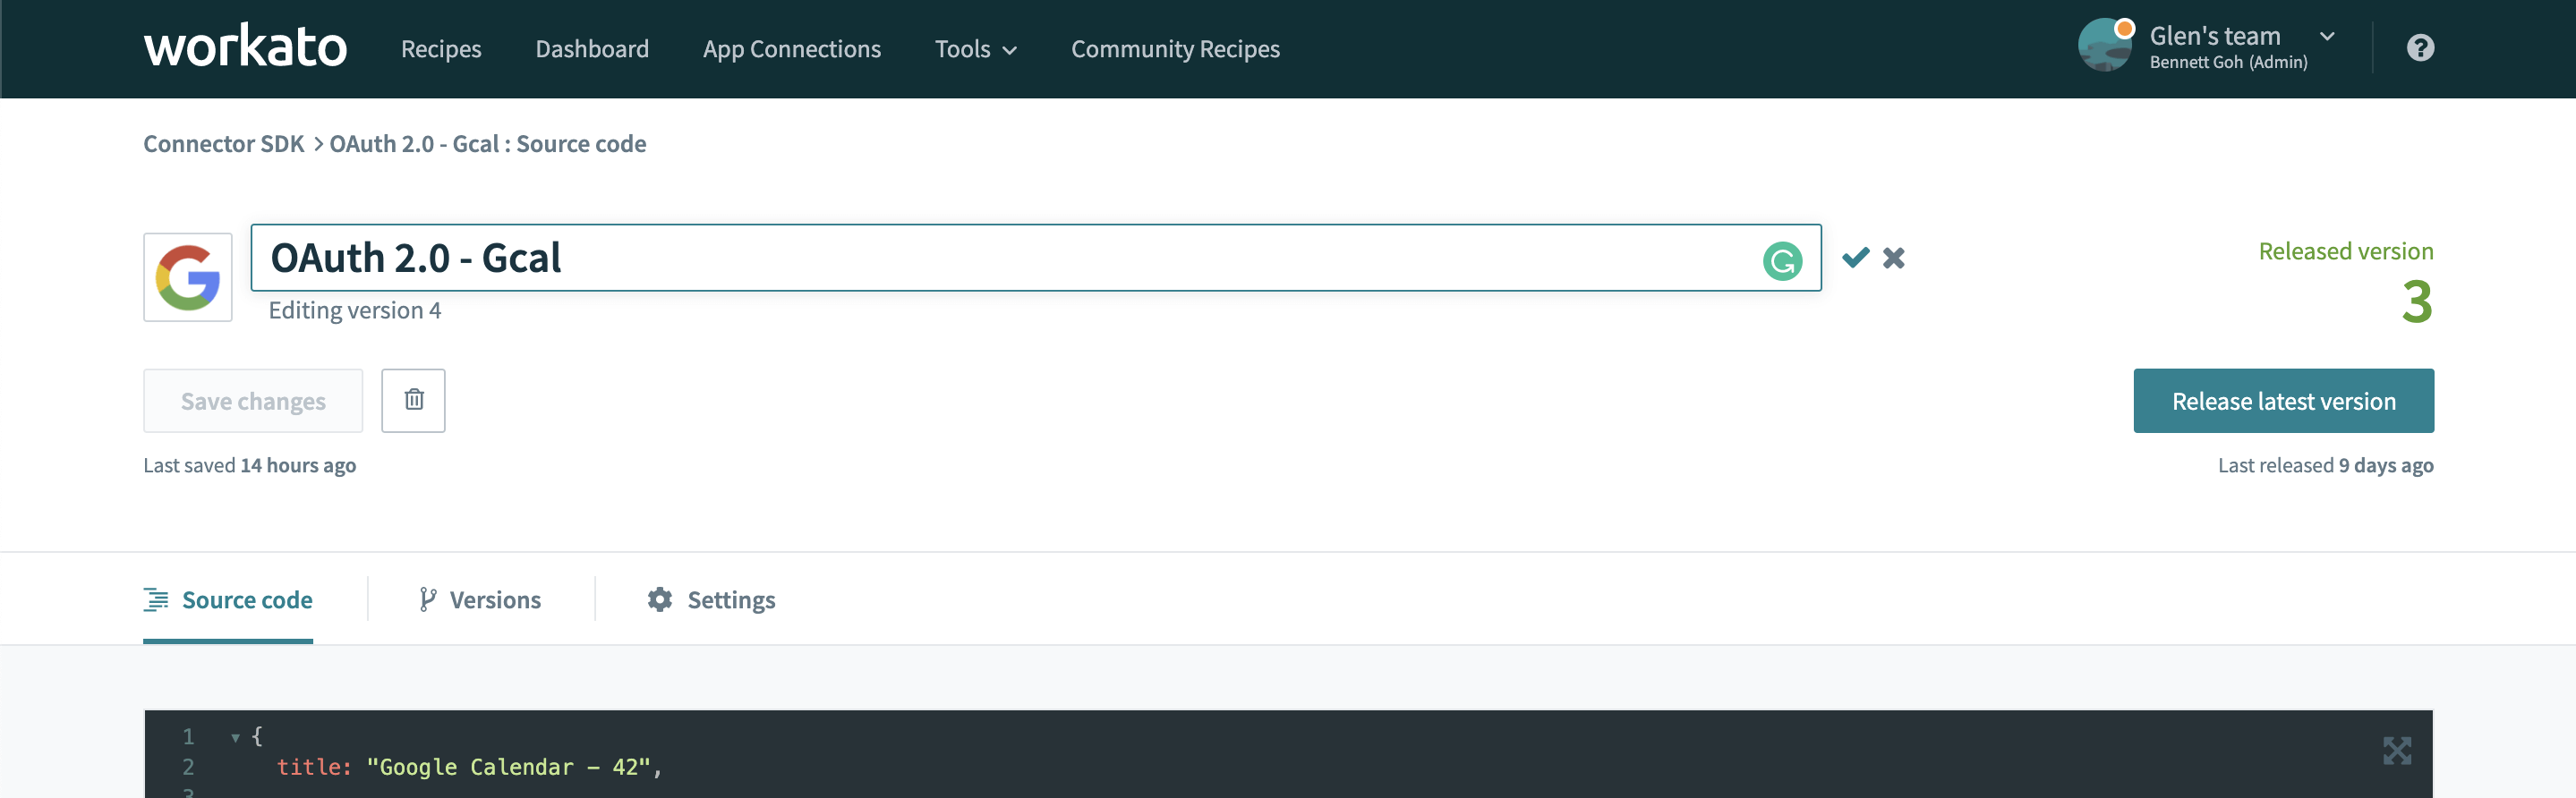 workato Recipes Dashboard App Connections Tools Community Recipes Glen's team
Bennett Goh (Admin)
Connector SDK > OAuth 2.0 - Gcal : Source code
OAuth 2.0 - Gcal
Editing version 4
Released version
3
Save changes
Release latest version
Last saved 14 hours ago
Last released 9 days ago
Source code Versions Settings
1 {
2 title: "Google Calendar – 42",
3